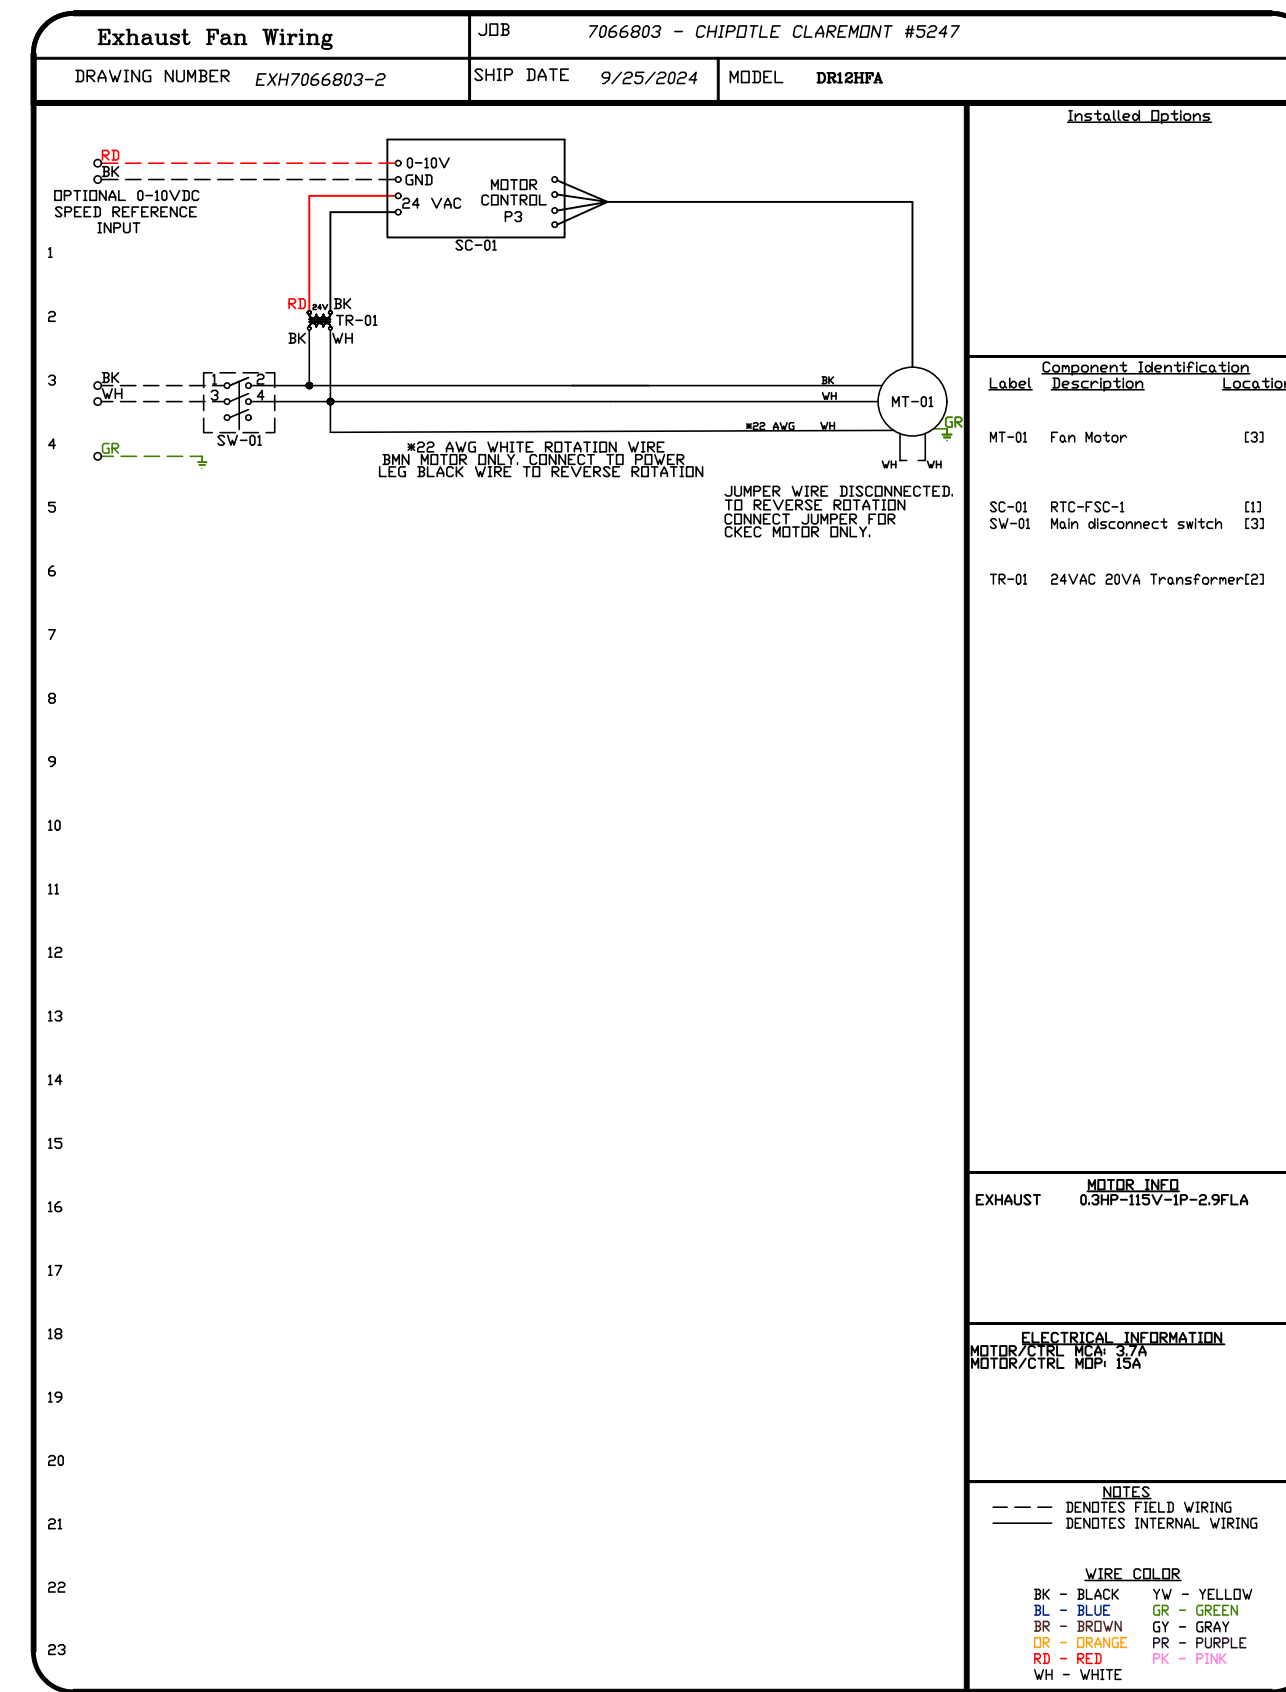 Exhaust Fan Wiring
JOB 7066803 - CHIPOTLE CLAREMONT #5247
DRAWING NUMBER EXH7066803-2
SHIP DATE 9/25/2024
MODEL DR12HFA
RD
BK
OPTIONAL 0-10VDC
SPEED REFERENCE
INPUT
0-10V
GND
24 VAC
MOTOR
CONTROL
P3
SC-01
RD 24V BK
TR-01
BK WH
BK
WH
1 2
3 4
SW-01
GR
BK
WH
*22 AWG WH
MT-01
GR
WH WH
*22 AWG WHITE ROTATION WIRE
BMN MOTOR ONLY. CONNECT TO POWER
LEG BLACK WIRE TO REVERSE ROTATION
JUMPER WIRE DISCONNECTED.
TO REVERSE ROTATION
CONNECT JUMPER FOR
CKEC MOTOR ONLY.
1
2
3
4
5
6
7
8
9
10
11
12
13
14
15
16
17
18
19
20
21
22
23
Installed Options
Component Identification
Label Description Location
MT-01 Fan Motor [3]
SC-01 RTC-FSC-1 [1]
SW-01 Main disconnect switch [3]
TR-01 24VAC 20VA Transformer[2]
MOTOR INFO
EXHAUST 0.3HP-115V-1P-2.9FLA
ELECTRICAL INFORMATION
MOTOR/CTRL MCA: 3.7A
MOTOR/CTRL MOP: 15A
NOTES
DENOTES FIELD WIRING
DENOTES INTERNAL WIRING
WIRE COLOR
BK - BLACK YW - YELLOW
BL - BLUE GR - GREEN
BR - BROWN GY - GRAY
OR - ORANGE PR - PURPLE
RD - RED PK - PINK
WH - WHITE